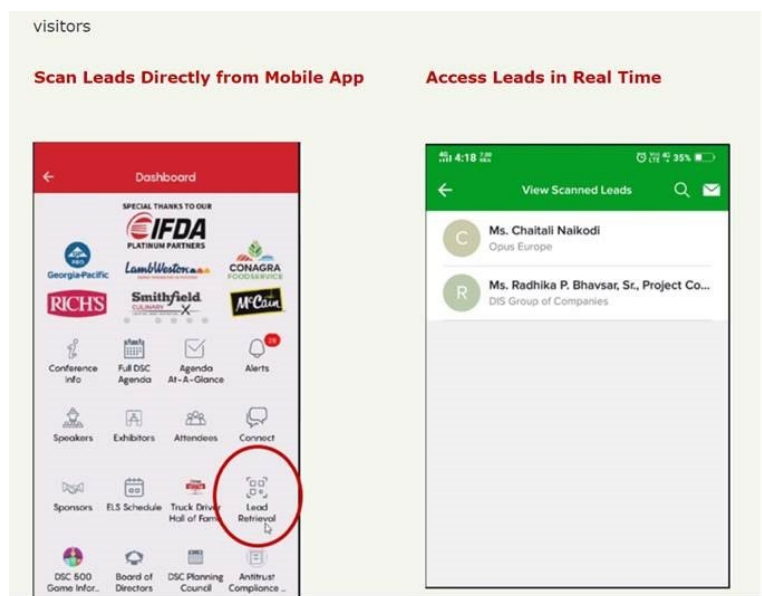 visitors
Scan Leads Directly from Mobile App
Access Leads in Real Time
Dashboard
SPECIAL THANKS TO OUR
IFDA
PLATINUM PARTNERS
Georgia-Pacific
LambWeston
CONAGRA
FOODSERVICE
RICH'S
Smithfield
CULINARY
McCain
Conference
Info
Full DSC
Agenda
Agenda
At-A-Glance
Alerts
Speakers
Exhibitors
Attendees
Connect
Sponsors
ELS Schedule
Truck Driver
Hall of Fame
Lead
Retrieval
DSC 500
Game Infor..
Board of
Directors
DSC Planning
Council
Antitrust
Compliance ..
4:18
35%
View Scanned Leads
C
Ms. Chaitali Naikodi
Opus Europe
R
Ms. Radhika P. Bhavsar, Sr., Project Co...
DIS Group of Companies